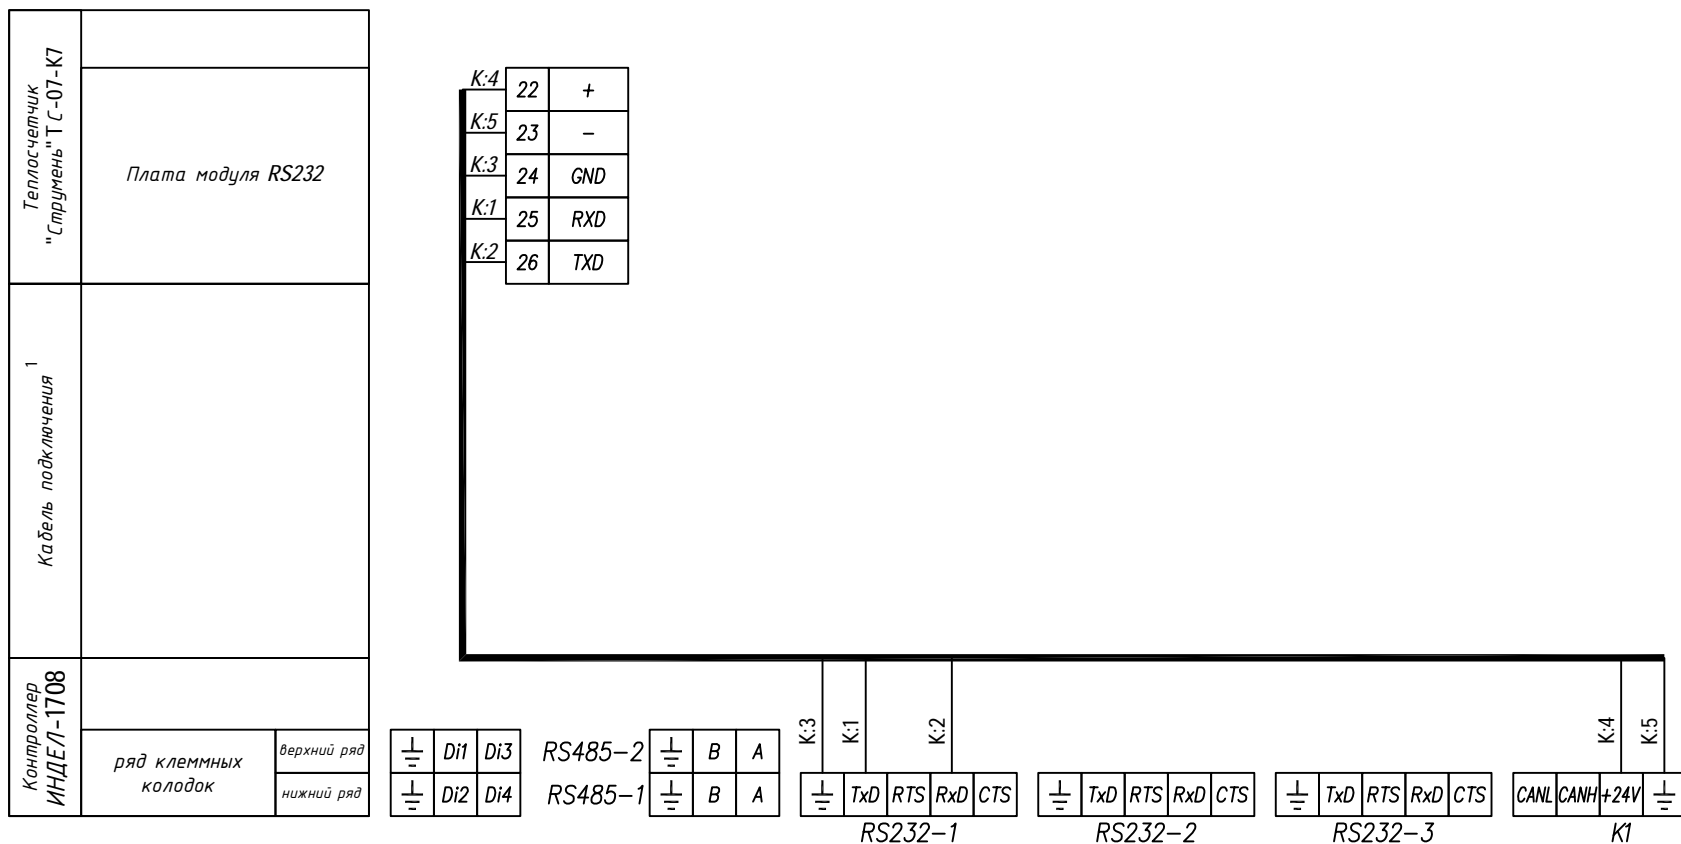 Теплосчетчик
"Струмень"ТС-07-К7
Плата модуля RS232
К:4 22 +
К:5 23 −
К:3 24 GND
К:1 25 RXD
К:2 26 TXD
Кабель подключения 1
Контроллер
ИНДЕЛ-1708
ряд клеммных
колодок
верхний ряд
нижний ряд
Di1 Di3
Di2 Di4
RS485-2 B A
RS485-1 B A
К:3 К:1 К:2 К:4 К:5
TxD RTS RxD CTS
RS232-1
TxD RTS RxD CTS
RS232-2
TxD RTS RxD CTS
RS232-3
CANL CANH +24V
К1